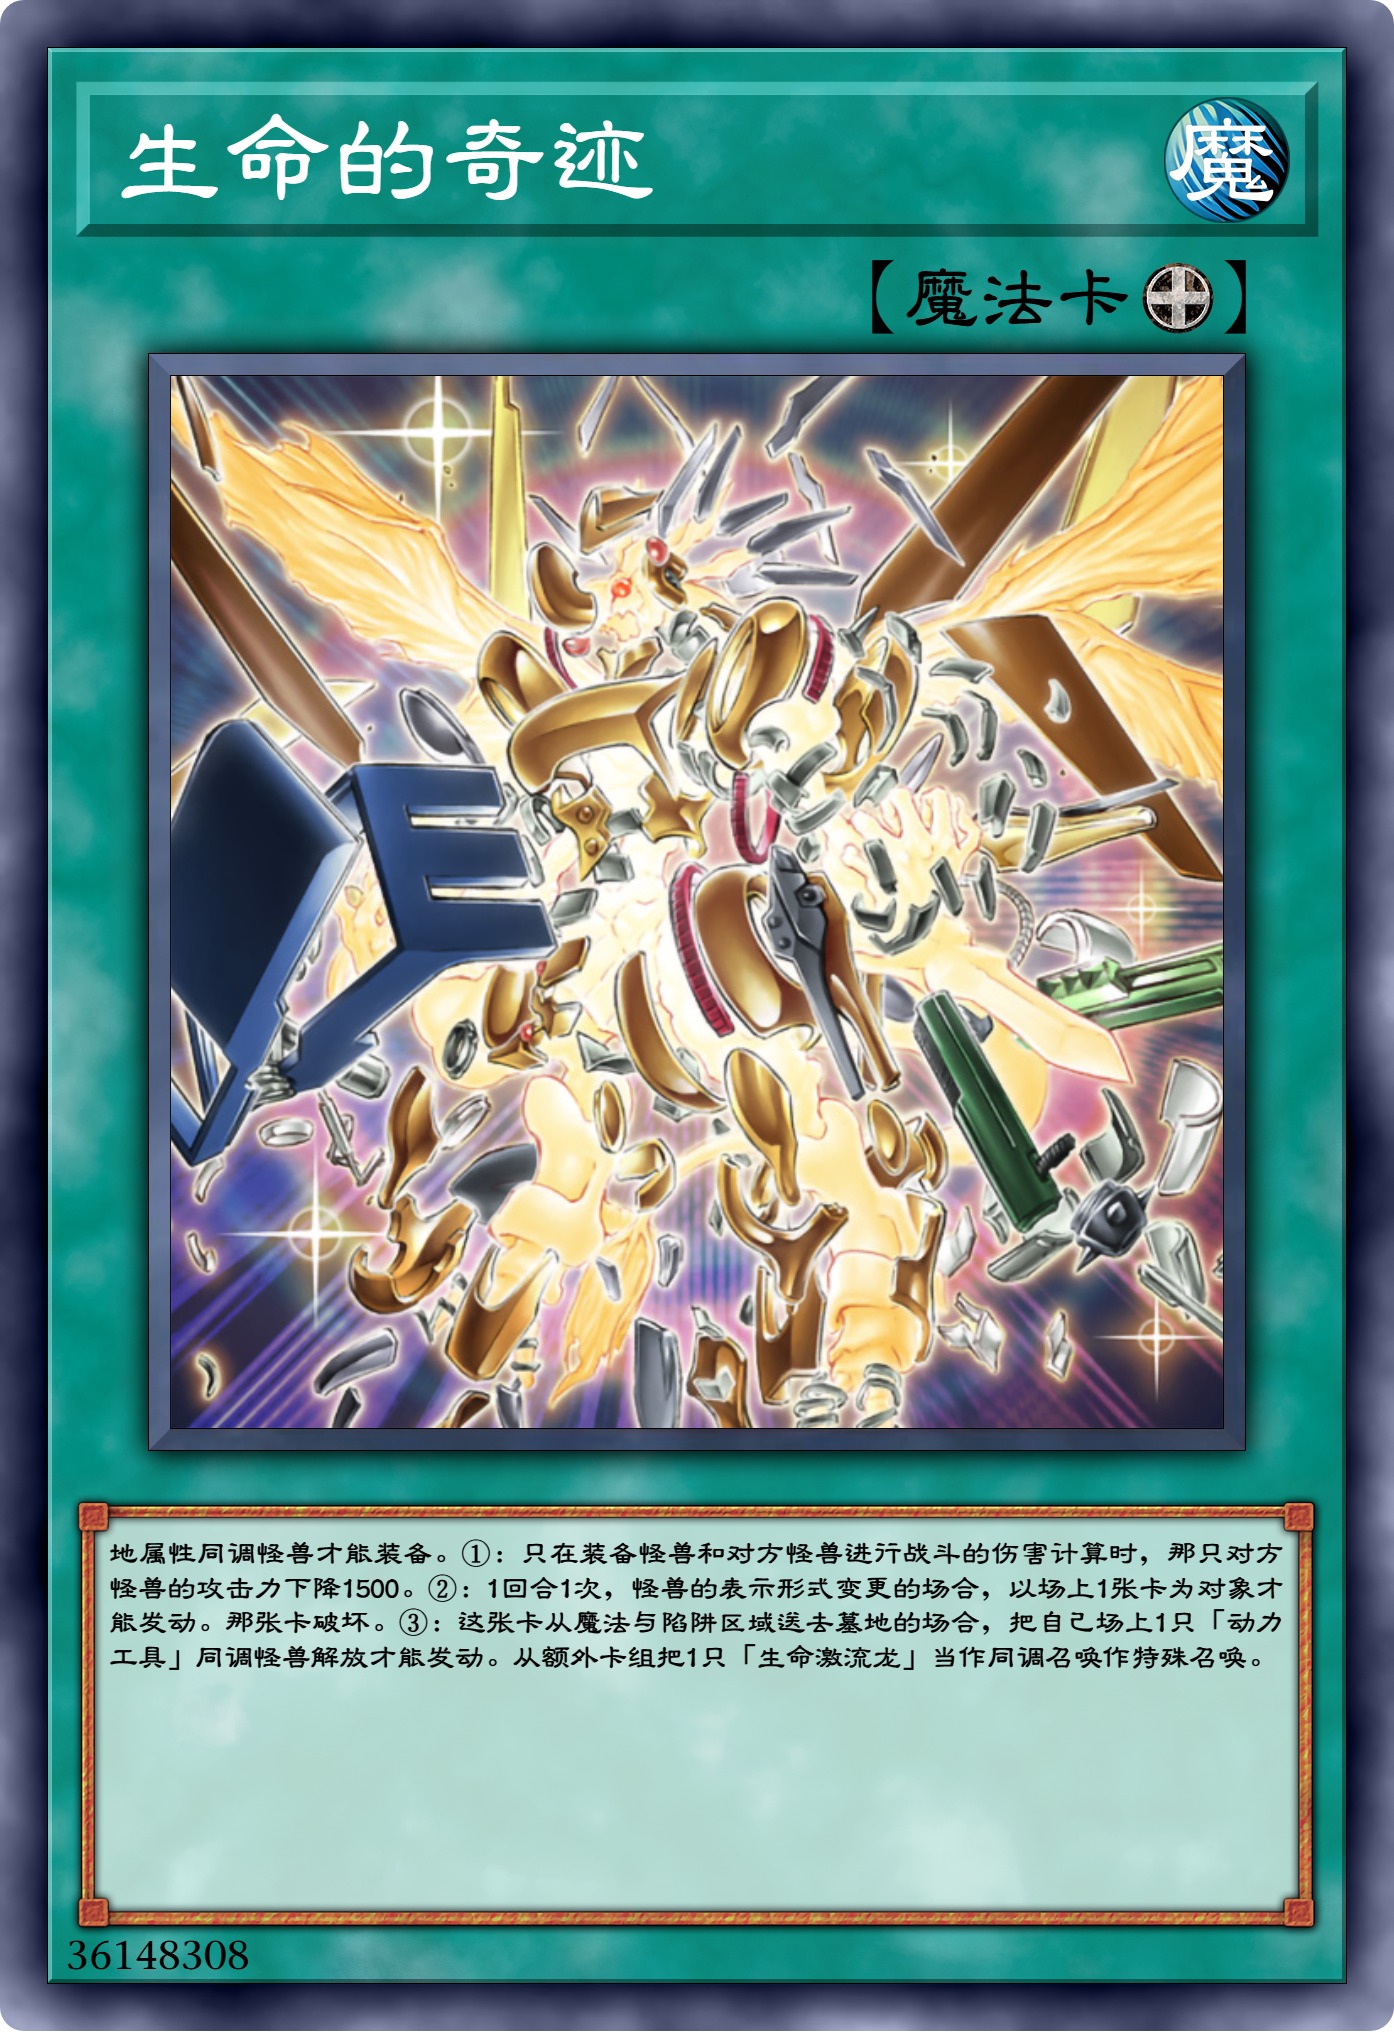 生命的奇迹
魔
【魔法卡】
地属性同调怪兽才能装备。①：只在装备怪兽和对方怪兽进行战斗的伤害计算时，那只对方
怪兽的攻击力下降1500。②：1回合1次，怪兽的表示形式变更的场合，以场上1张卡为对象才
能发动。那张卡破坏。③：这张卡从魔法与陷阱区域送去墓地的场合，把自己场上1只「动力
工具」同调怪兽解放才能发动。从额外卡组把1只「生命激流龙」当作同调召唤作特殊召唤。
36148308